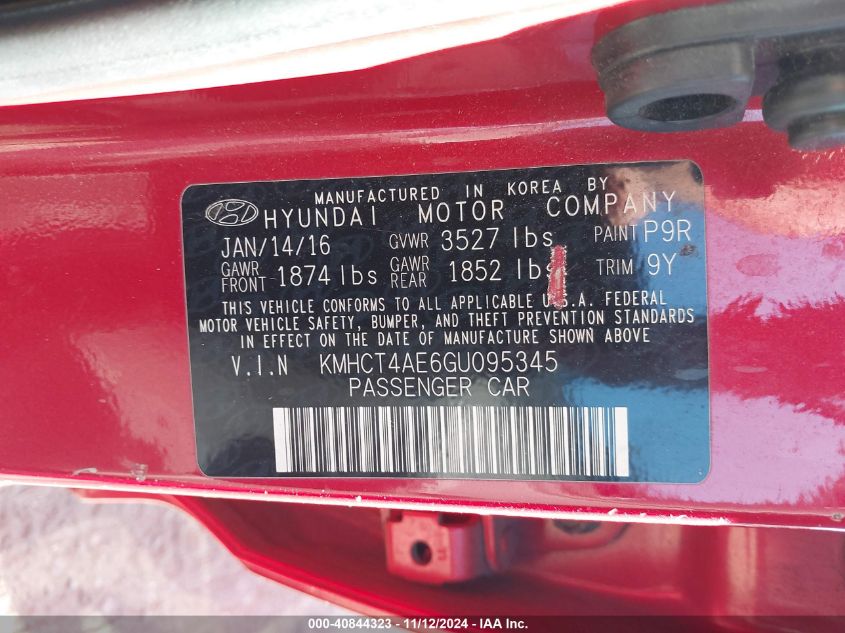 MANUFACTURED IN KOREA BY
HYUNDAI MOTOR COMPANY
JAN/14/16 GVWR 3527 lbs PAINT P9R
GAWR FRONT 1874 lbs GAWR REAR 1852 lbs TRIM 9Y
THIS VEHICLE CONFORMS TO ALL APPLICABLE U.S.A. FEDERAL
MOTOR VEHICLE SAFETY, BUMPER, AND THEFT PREVENTION STANDARDS
IN EFFECT ON THE DATE OF MANUFACTURE SHOWN ABOVE
V.I.N KMHCT4AE6GU095345
PASSENGER CAR
000-40844323 - 11/12/2024 - IAA Inc.